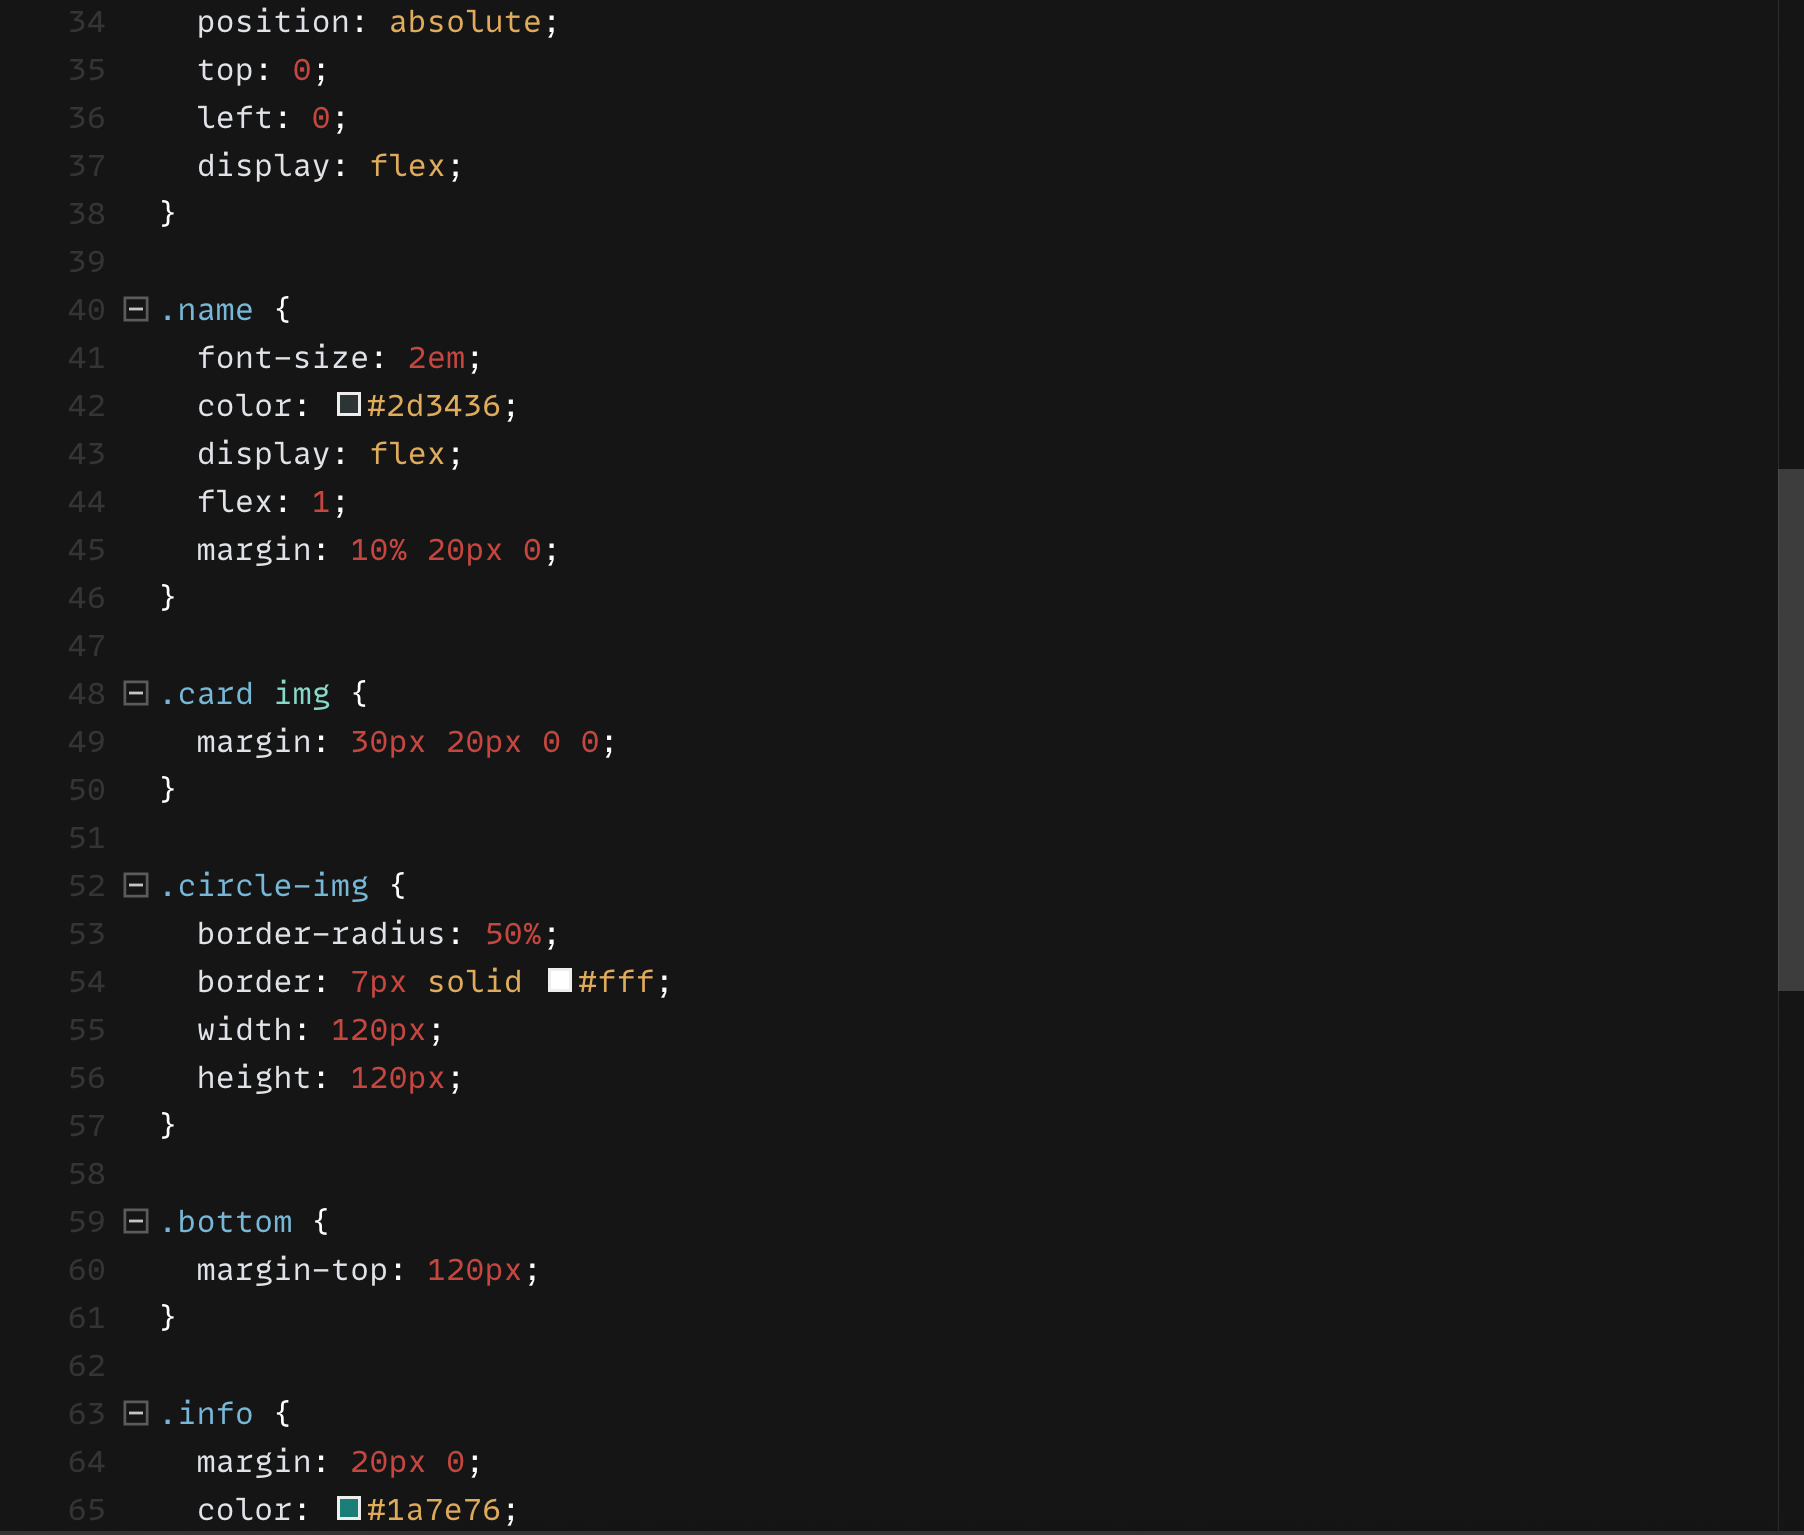 34 position: absolute;
35 top: 0;
36 left: 0;
37 display: flex;
38 }
39
40 .name {
41 font-size: 2em;
42 color: #2d3436;
43 display: flex;
44 flex: 1;
45 margin: 10% 20px 0;
46 }
47
48 .card img {
49 margin: 30px 20px 0 0;
50 }
51
52 .circle-img {
53 border-radius: 50%;
54 border: 7px solid #fff;
55 width: 120px;
56 height: 120px;
57 }
58
59 .bottom {
60 margin-top: 120px;
61 }
62
63 .info {
64 margin: 20px 0;
65 color: #1a7e76;